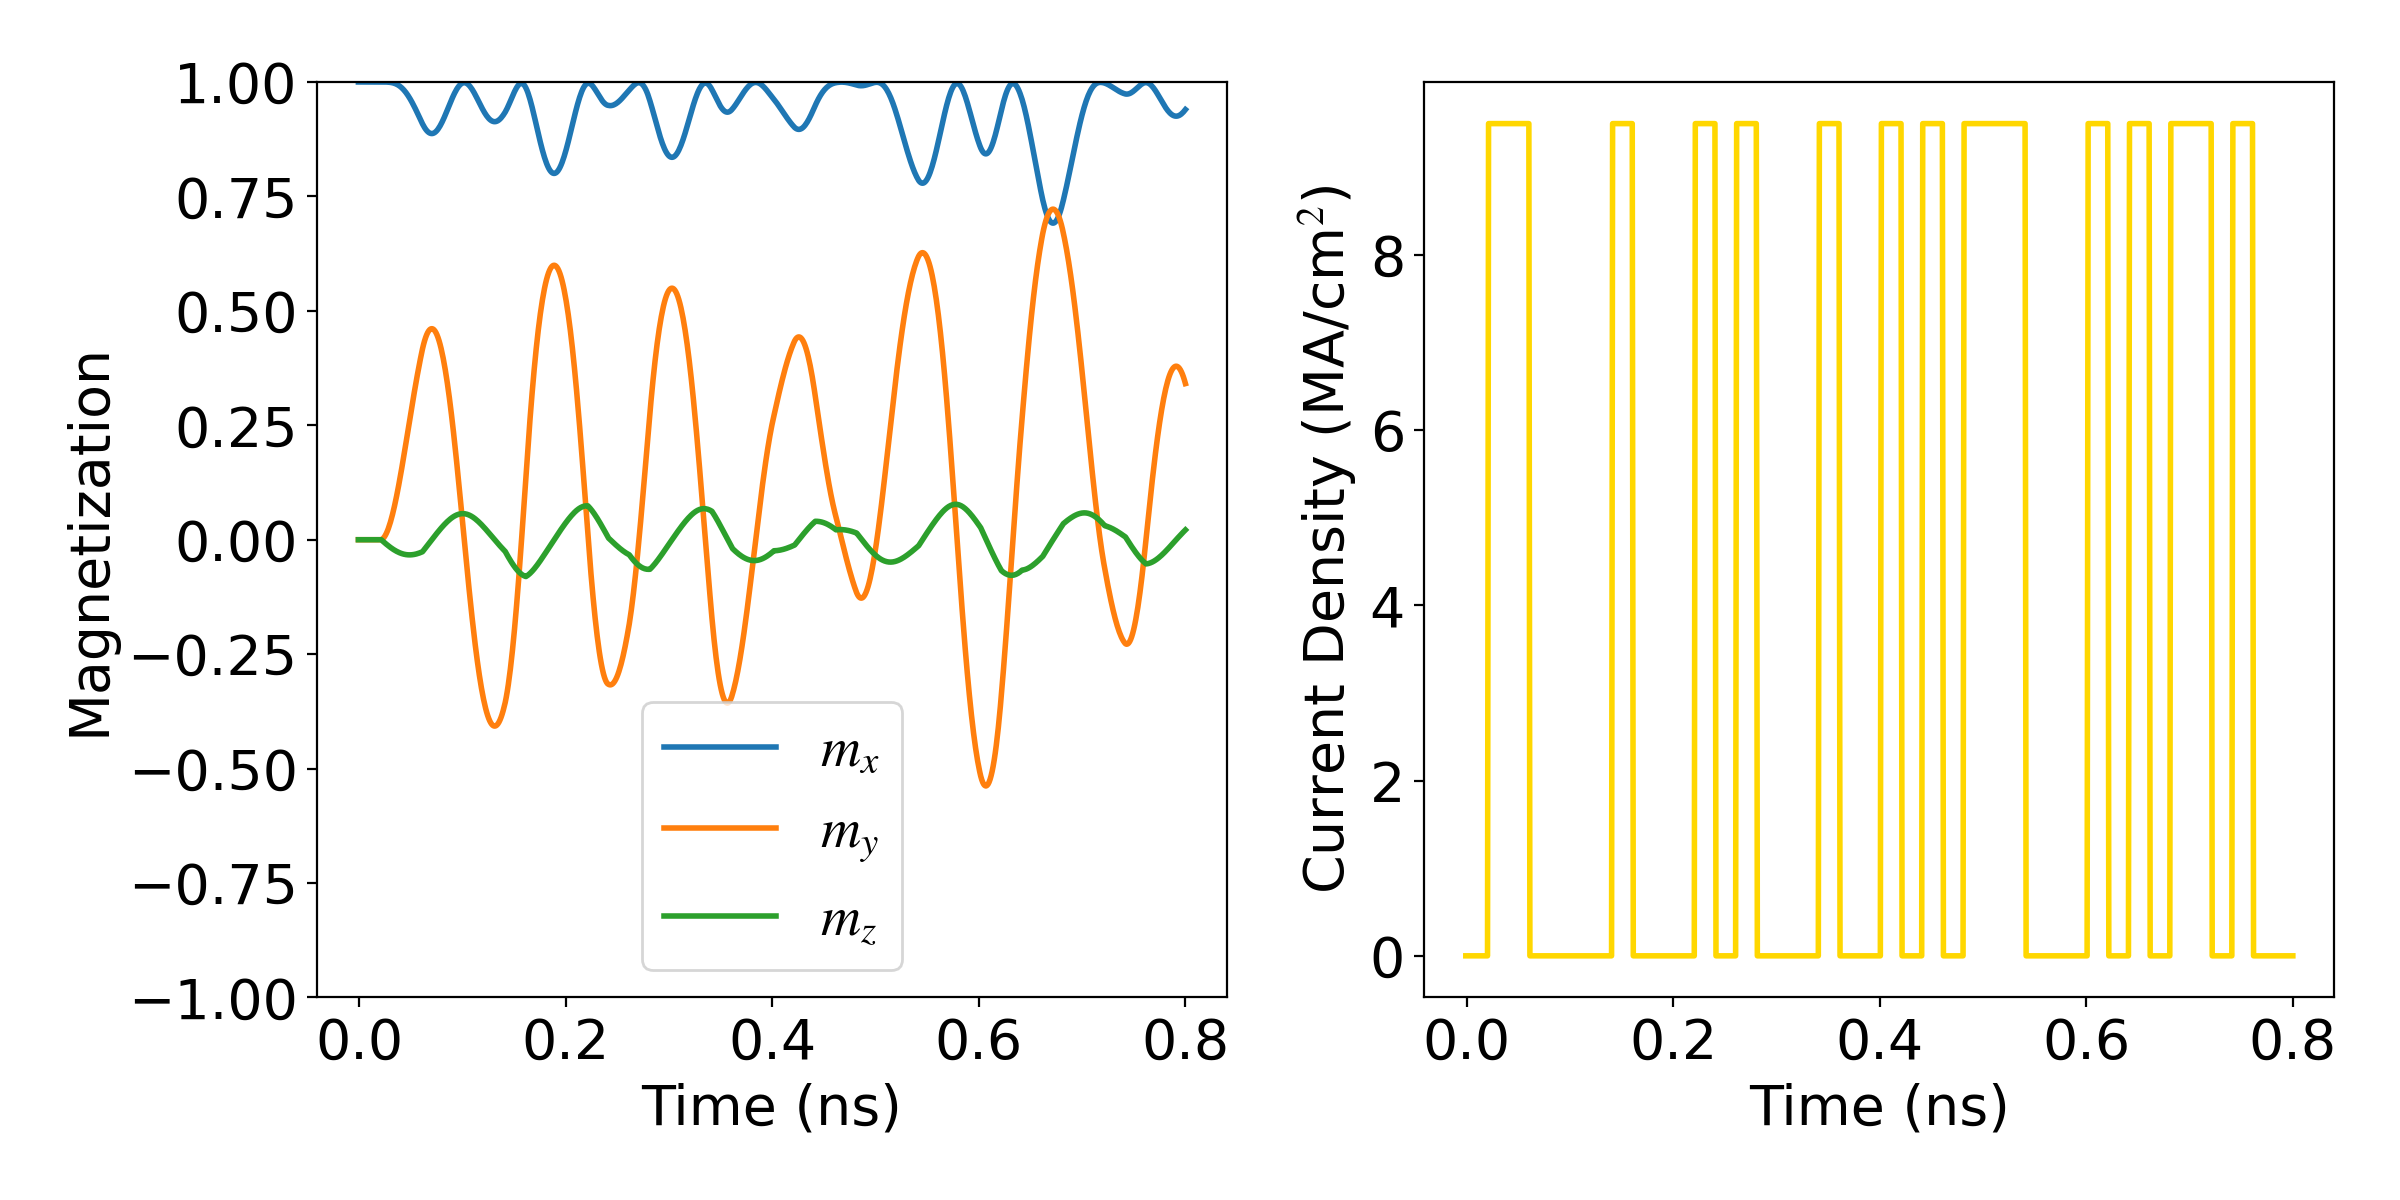 1.00
0.75
0.50
0.25
0.00
−0.25
−0.50
−0.75
−1.00
Magnetization
0.0 0.2 0.4 0.6 0.8
Time (ns)
m_x
m_y
m_z
8
6
4
2
0
Current Density (MA/cm²)
0.0 0.2 0.4 0.6 0.8
Time (ns)